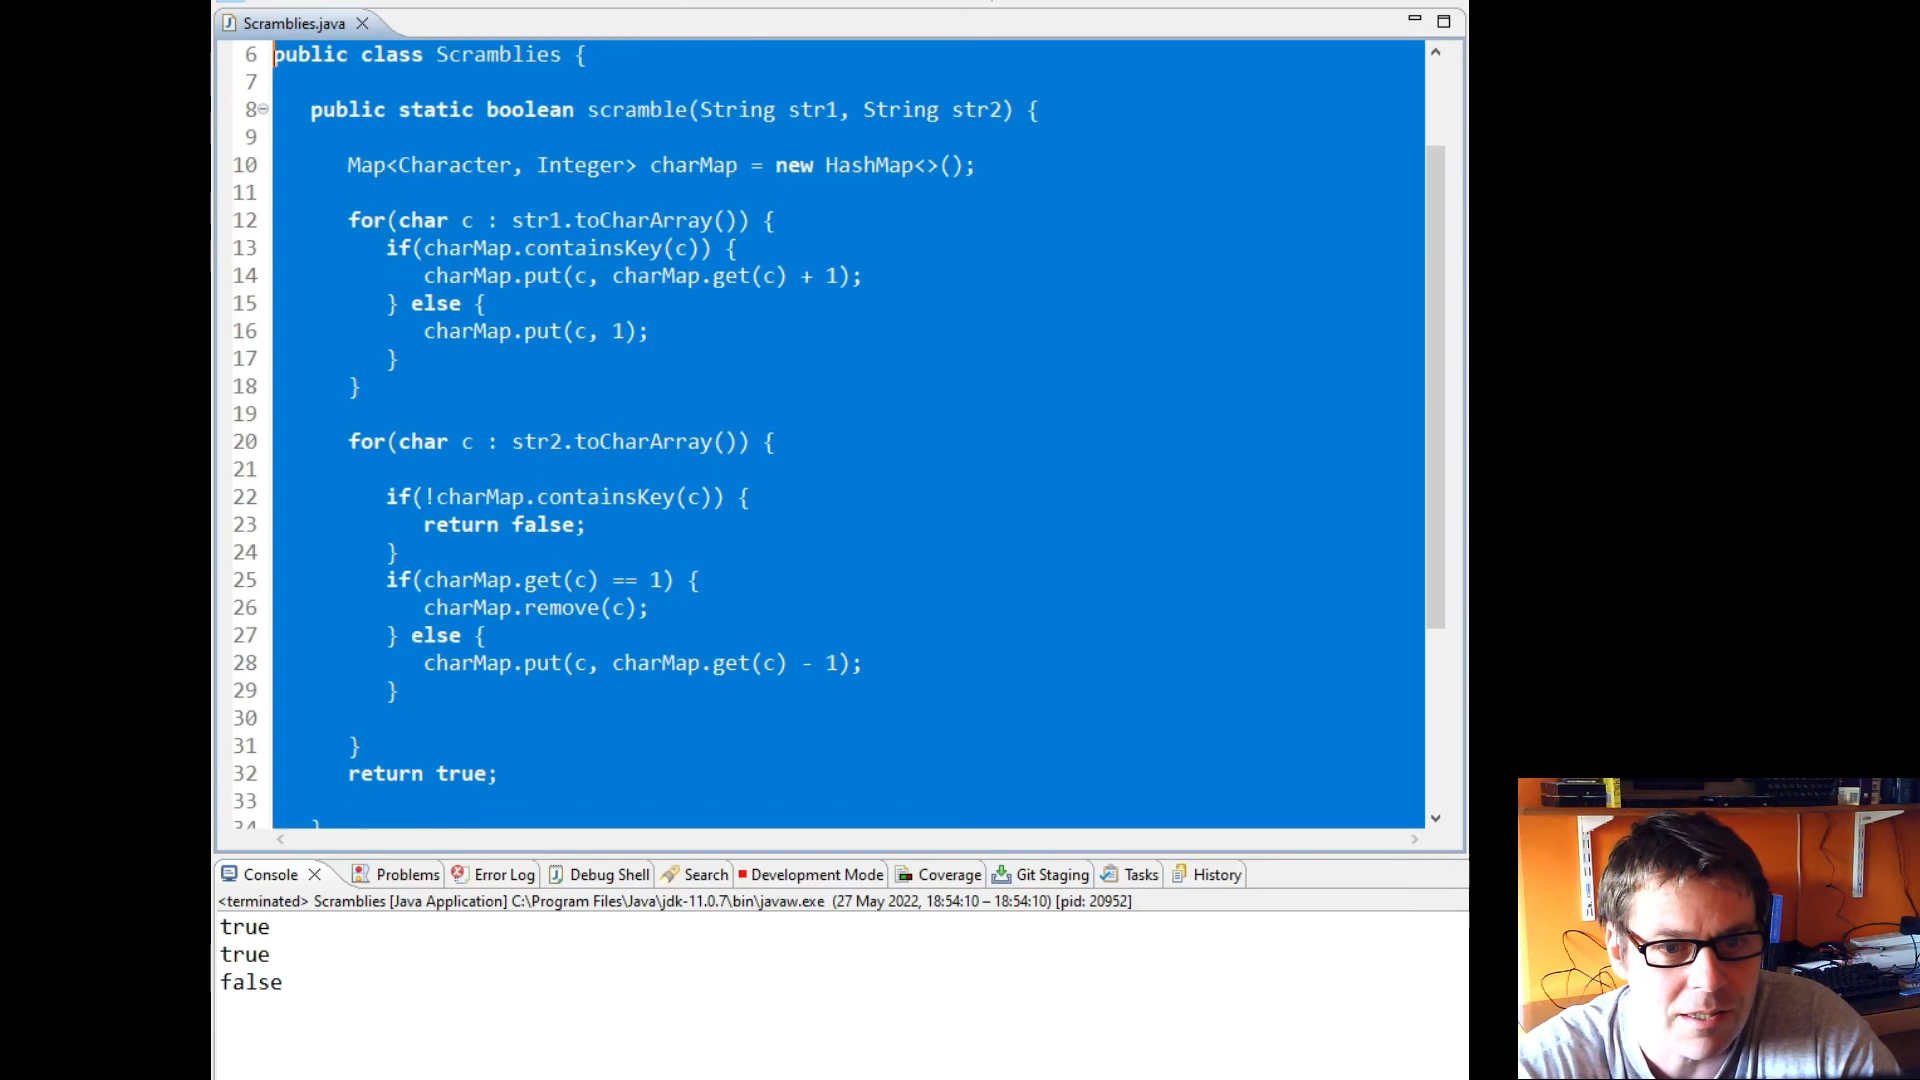 Scramblies.java
6 public class Scramblies {
7
8 public static boolean scramble(String str1, String str2) {
9
10 Map<Character, Integer> charMap = new HashMap<>();
11
12 for(char c : str1.toCharArray()) {
13 if(charMap.containsKey(c)) {
14 charMap.put(c, charMap.get(c) + 1);
15 } else {
16 charMap.put(c, 1);
17 }
18 }
19
20 for(char c : str2.toCharArray()) {
21
22 if(!charMap.containsKey(c)) {
23 return false;
24 }
25 if(charMap.get(c) == 1) {
26 charMap.remove(c);
27 } else {
28 charMap.put(c, charMap.get(c) - 1);
29 }
30
31 }
32 return true;
33
34 }
Console Problems Error Log Debug Shell Search Development Mode Coverage Git Staging Tasks History
<terminated> Scramblies [Java Application] C:\Program Files\Java\jdk-11.0.7\bin\javaw.exe (27 May 2022, 18:54:10 – 18:54:10) [pid: 20952]
true
true
false